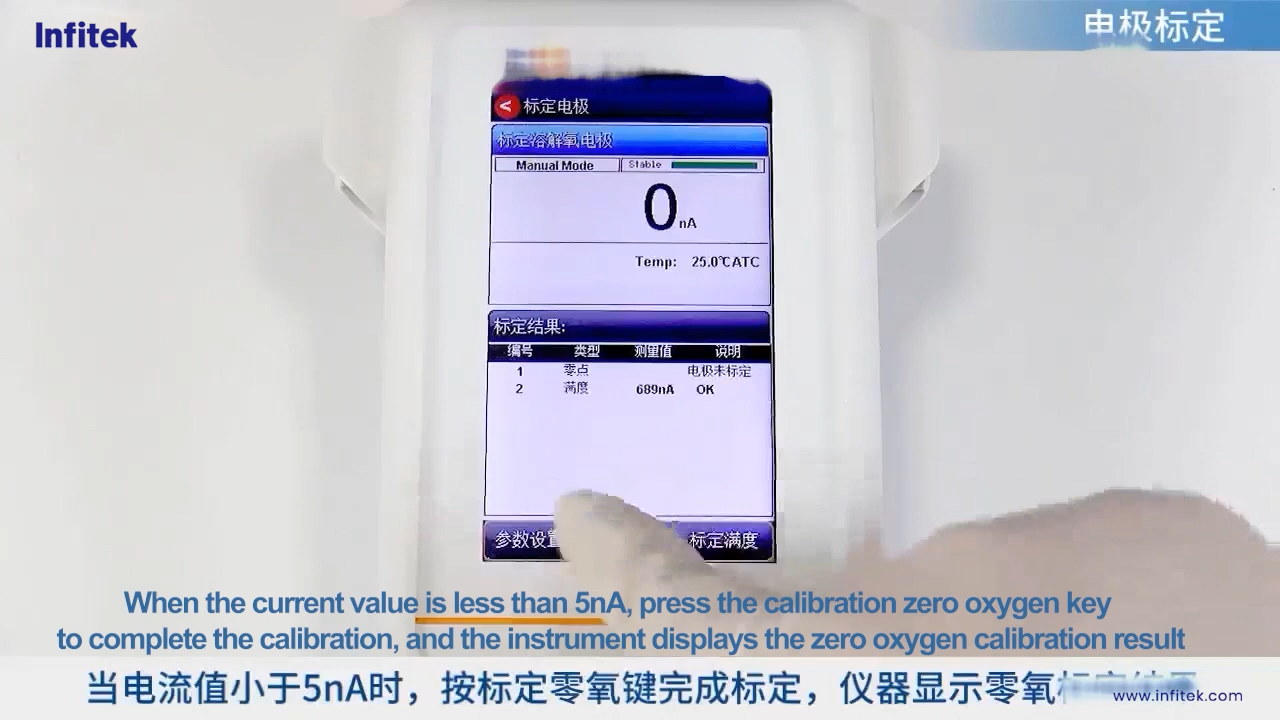 Infitek
电极标定
< 标定电极
标定溶解氧电极
Manual Mode Stable
0 nA
Temp: 25.0℃ ATC
标定结果:
编号 类型 测量值 说明
1 零点 电极未标定
2 满度 689nA OK
参数设置 标定满度
When the current value is less than 5nA, press the calibration zero oxygen key
to complete the calibration, and the instrument displays the zero oxygen calibration result
当电流值小于5nA时，按标定零氧键完成标定，仪器显示零氧
www.infitek.com